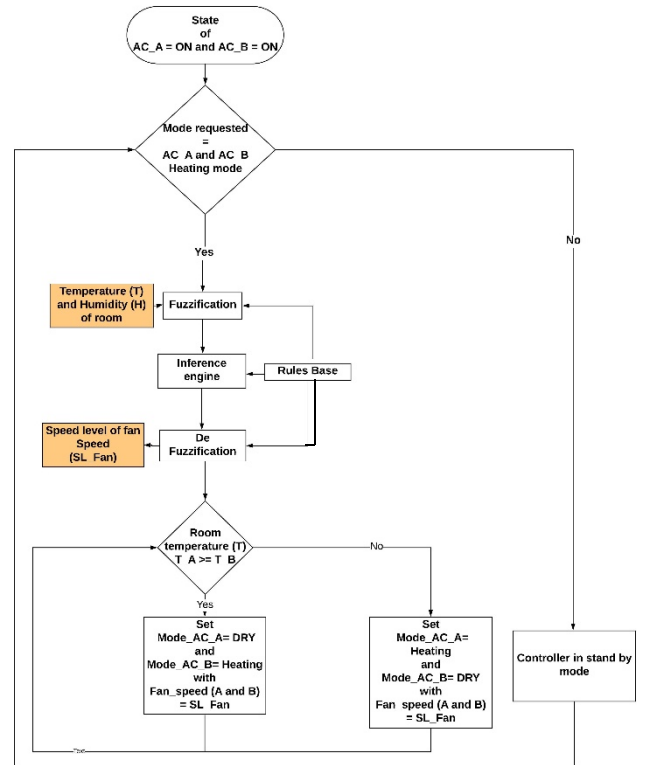 State
of
AC_A = ON and AC_B = ON
Mode requested
=
AC A and AC B
Heating mode
No
Yes
Temperature (T)
and Humidity (H)
of room
Fuzzification
Inference
engine
Rules Base
Speed level of fan
Speed
(SL Fan)
De
Fuzzification
Room
temperature (T)
T A >= T B
No
Yes
Set
Mode_AC_A= DRY
and
Mode_AC_B= Heating
with
Fan_speed (A and B)
= SL Fan
Set
Mode_AC_A=
Heating
and
Mode_AC_B= DRY
with
Fan speed (A and B)
= SL_Fan
Controller in stand by
mode